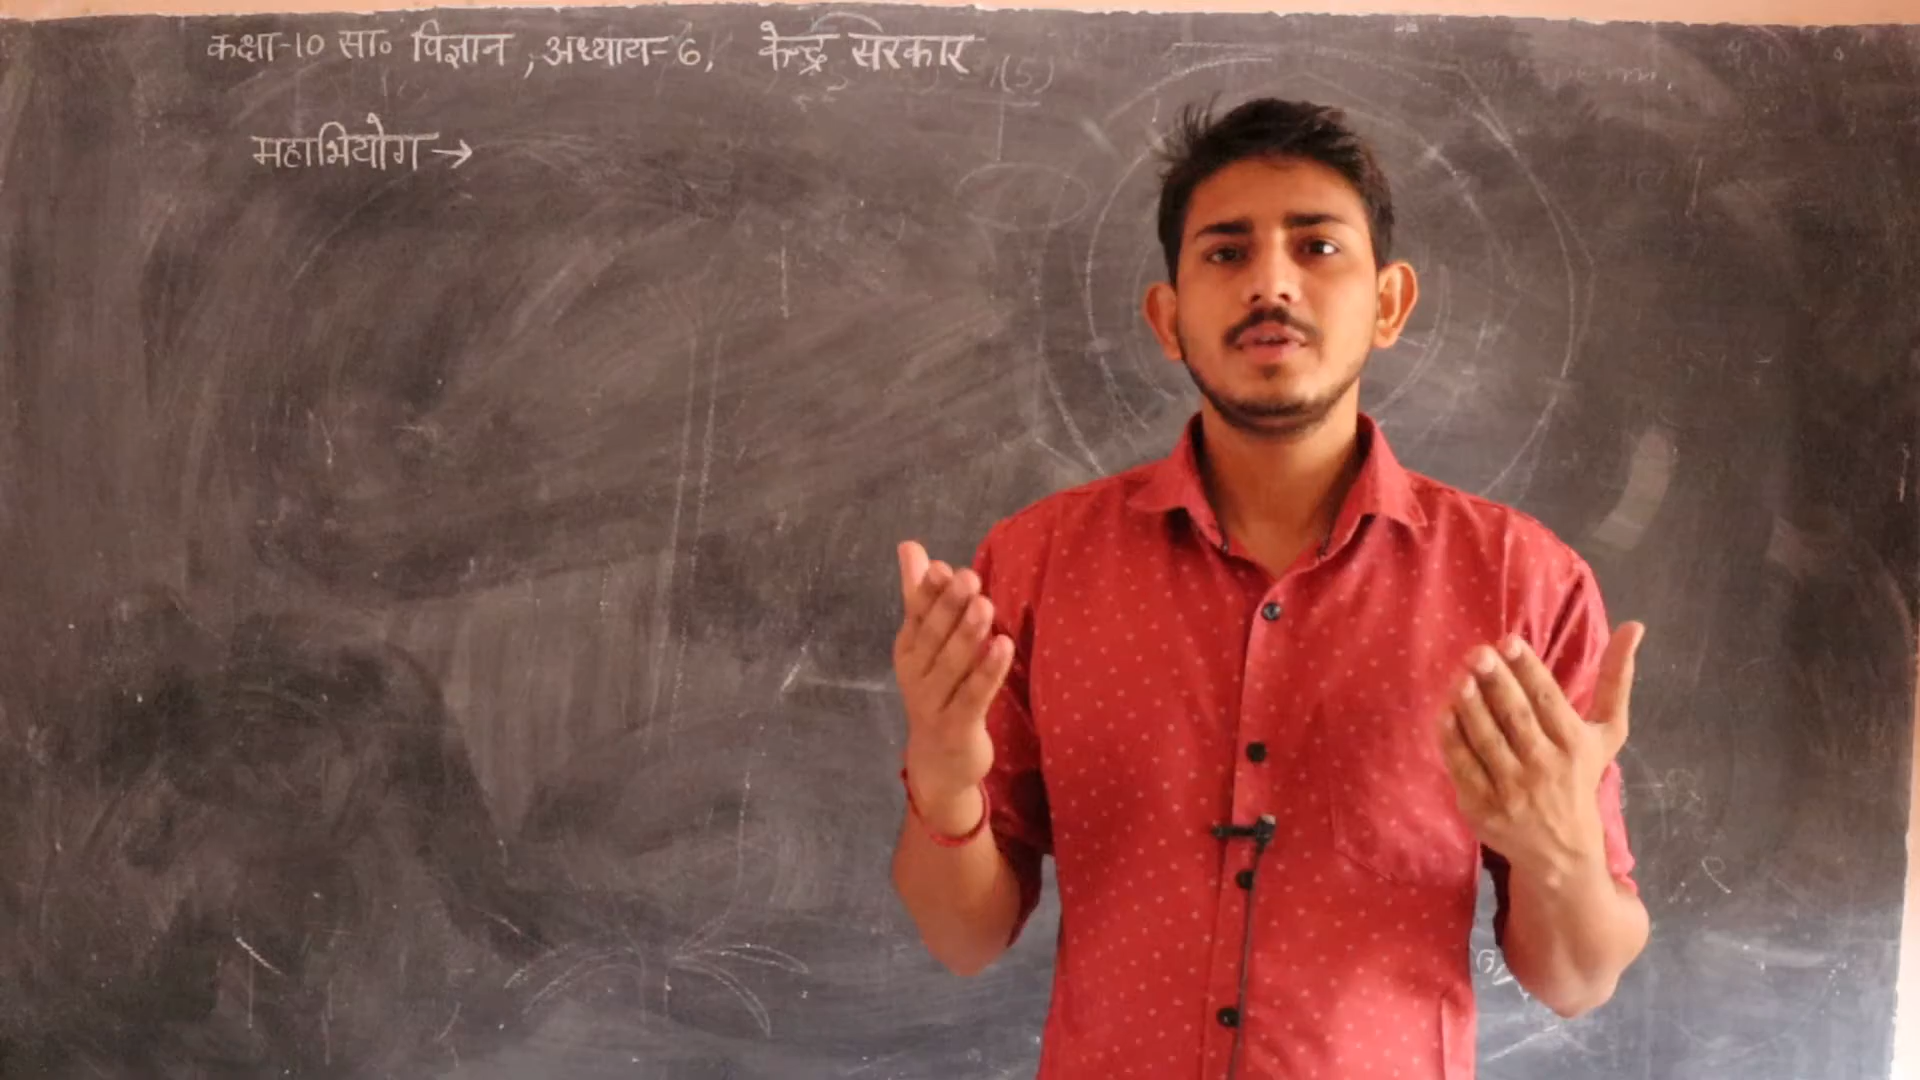 कक्षा-10 सा० विज्ञान, अध्याय-6, केन्द्र सरकार
महाभियोग →